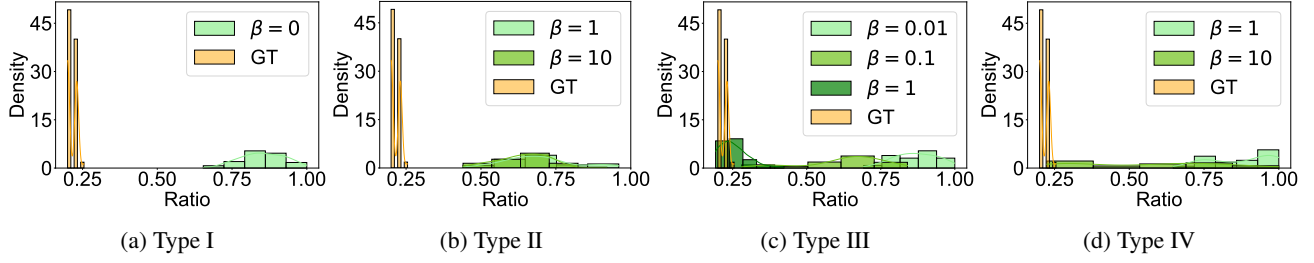 45
30
15
0
Density
β = 0
GT
0.25 0.50 0.75 1.00
Ratio
(a) Type I
45
30
15
0
Density
β = 1
β = 10
GT
0.25 0.50 0.75 1.00
Ratio
(b) Type II
45
30
15
0
Density
β = 0.01
β = 0.1
β = 1
GT
0.25 0.50 0.75 1.00
Ratio
(c) Type III
45
30
15
0
Density
β = 1
β = 10
GT
0.25 0.50 0.75 1.00
Ratio
(d) Type IV